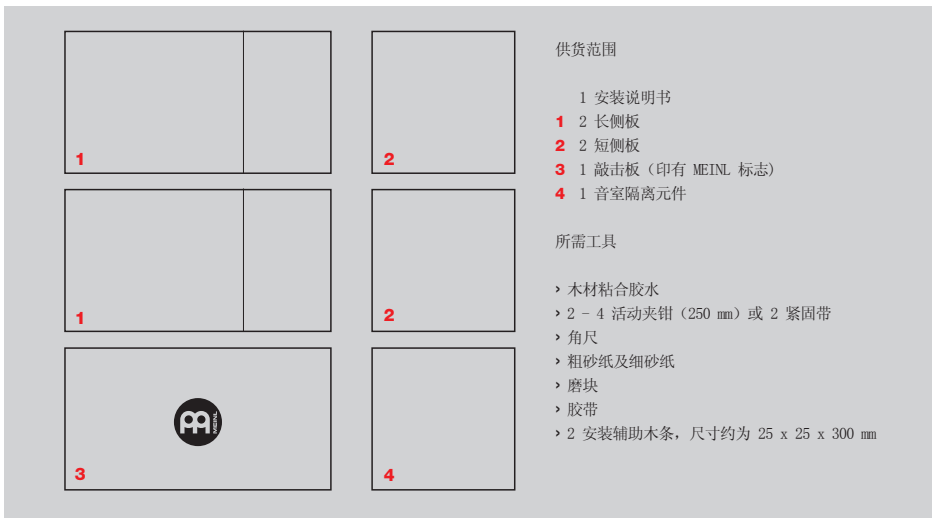 1
2
1
2
MEINL
3
4
供货范围
1 安装说明书
1 2 长侧板
2 2 短侧板
3 1 敲击板（印有 MEINL 标志)
4 1 音室隔离元件
所需工具
› 木材粘合胶水
› 2 – 4 活动夹钳（250 mm）或 2 紧固带
› 角尺
› 粗砂纸及细砂纸
› 磨块
› 胶带
› 2 安装辅助木条，尺寸约为 25 x 25 x 300 mm